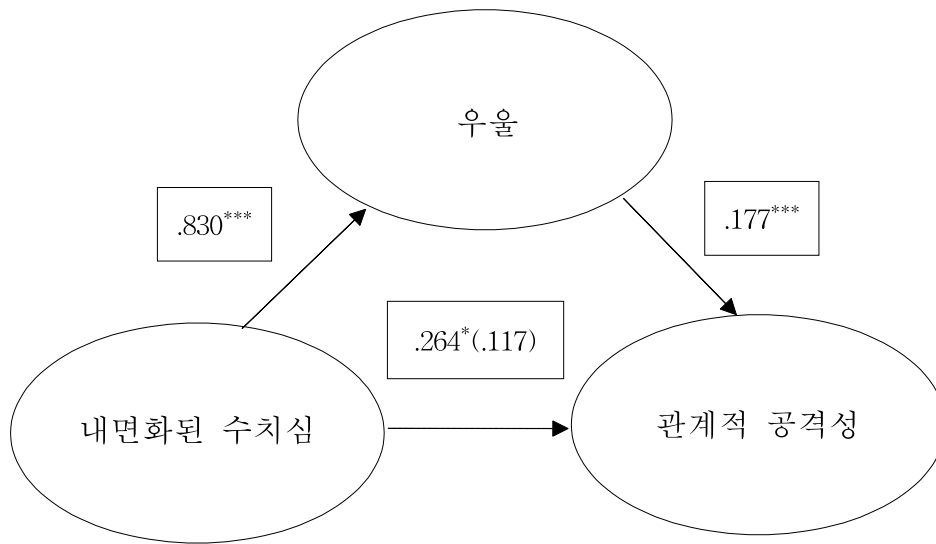 우울
.830***
.177***
.264*(.117)
내면화된 수치심
관계적 공격성